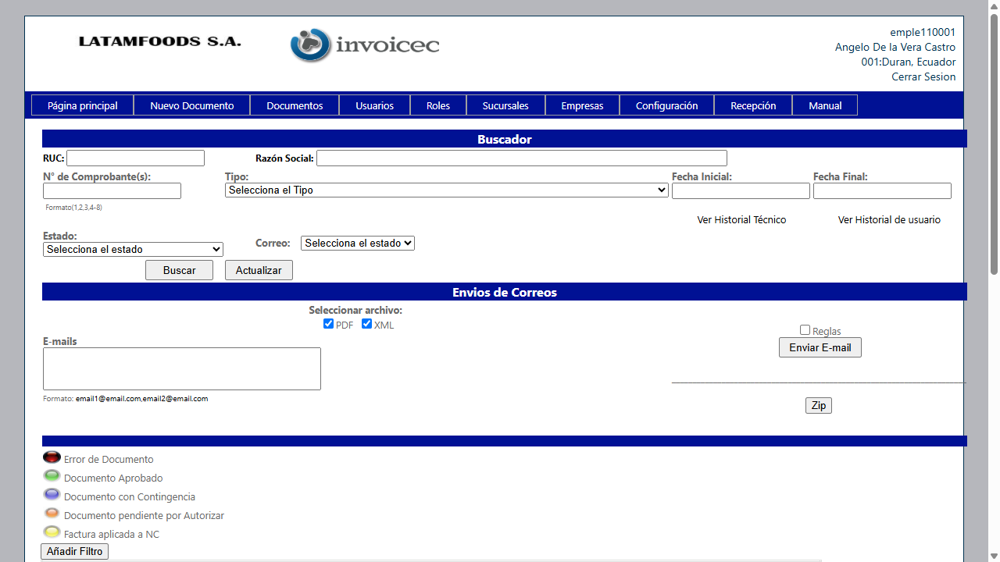 LATAMFOODS S.A.
invoicec
emple110001
Angelo De la Vera Castro
001:Duran, Ecuador
Cerrar Sesion
Página principal
Nuevo Documento
Documentos
Usuarios
Roles
Sucursales
Empresas
Configuración
Recepción
Manual
Buscador
RUC:
Razón Social:
N° de Comprobante(s):
Tipo:
Fecha Inicial:
Fecha Final:
Selecciona el Tipo
Formato(1,2,3,4-8)
Ver Historial Técnico
Ver Historial de usuario
Estado:
Selecciona el estado
Correo:
Selecciona el estado
Buscar
Actualizar
Envios de Correos
Seleccionar archivo:
PDF
XML
Reglas
E-mails
Enviar E-mail
Formato: email1@email.com,email2@email.com
Zip
Error de Documento
Documento Aprobado
Documento con Contingencia
Documento pendiente por Autorizar
Factura aplicada a NC
Añadir Filtro